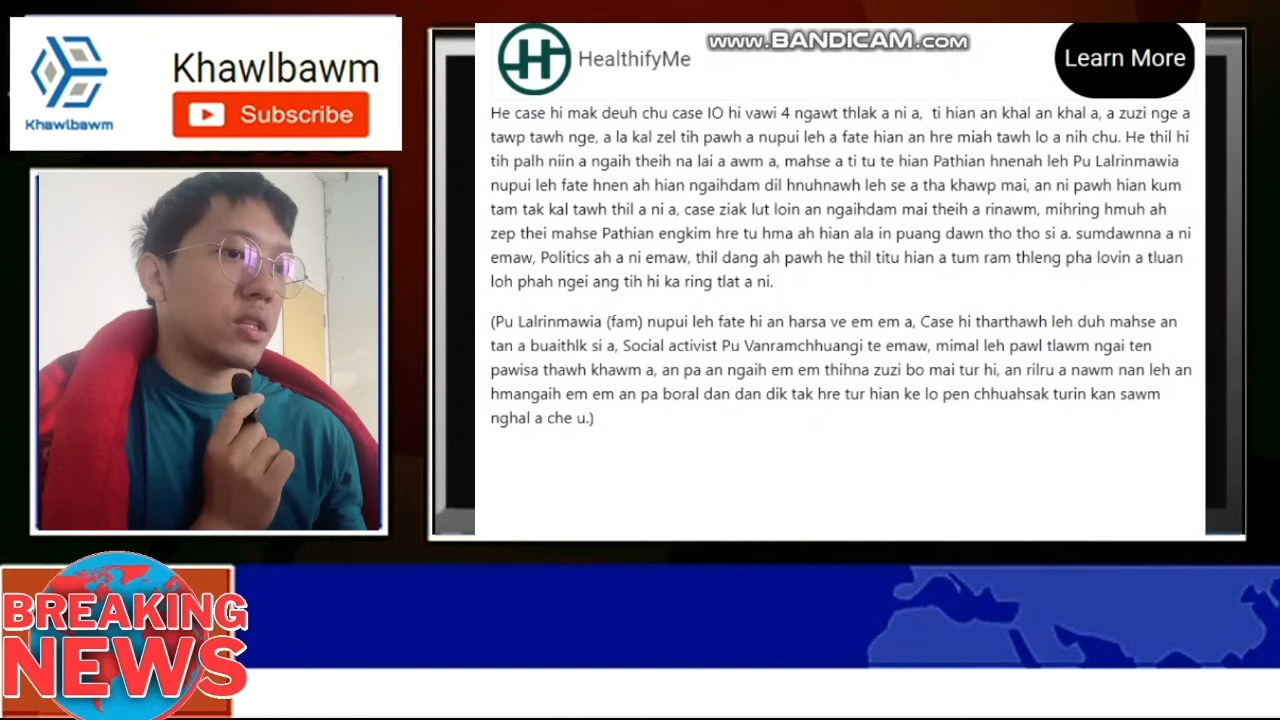 Khawlbawm
Khawlbawm
Subscribe
www.BANDICAM.com
HealthifyMe
Learn More
He case hi mak deuh chu case IO hi vawi 4 ngawt thlak a ni a, ti hian an khal an khal a, a zuzi nge a
tawp tawh nge, a la kal zel tih pawh a nupui leh a fate hian an hre miah tawh lo a nih chu. He thil hi
tih palh niin a ngaih theih na lai a awm a, mahse a ti tu te hian Pathian hnenah leh Pu Lalrinmawia
nupui leh fate hnen ah hian ngaihdam dil hnuhnawh leh se a tha khawp mai, an ni pawh hian kum
tam tak kal tawh thil a ni a, case ziak lut loin an ngaihdam mai theih a rinawm, mihring hmuh ah
zep thei mahse Pathian engkim hre tu hma ah hian ala in puang dawn tho tho si a. sumdawnna a ni
emaw, Politics ah a ni emaw, thil dang ah pawh he thil titu hian a tum ram thleng pha lovin a tluan
loh phah ngei ang tih hi ka ring tlat a ni.
(Pu Lalrinmawia (fam) nupui leh fate hi an harsa ve em em a, Case hi tharthawh leh duh mahse an
tan a buaithlk si a, Social activist Pu Vanramchhuangi te emaw, mimal leh pawl tlawm ngai ten
pawisa thawh khawm a, an pa an ngaih em em thihna zuzi bo mai tur hi, an rilru a nawm nan leh an
hmangaih em em an pa boral dan dan dik tak hre tur hian ke lo pen chhuahsak turin kan sawm
nghal a che u.)
BREAKING
NEWS